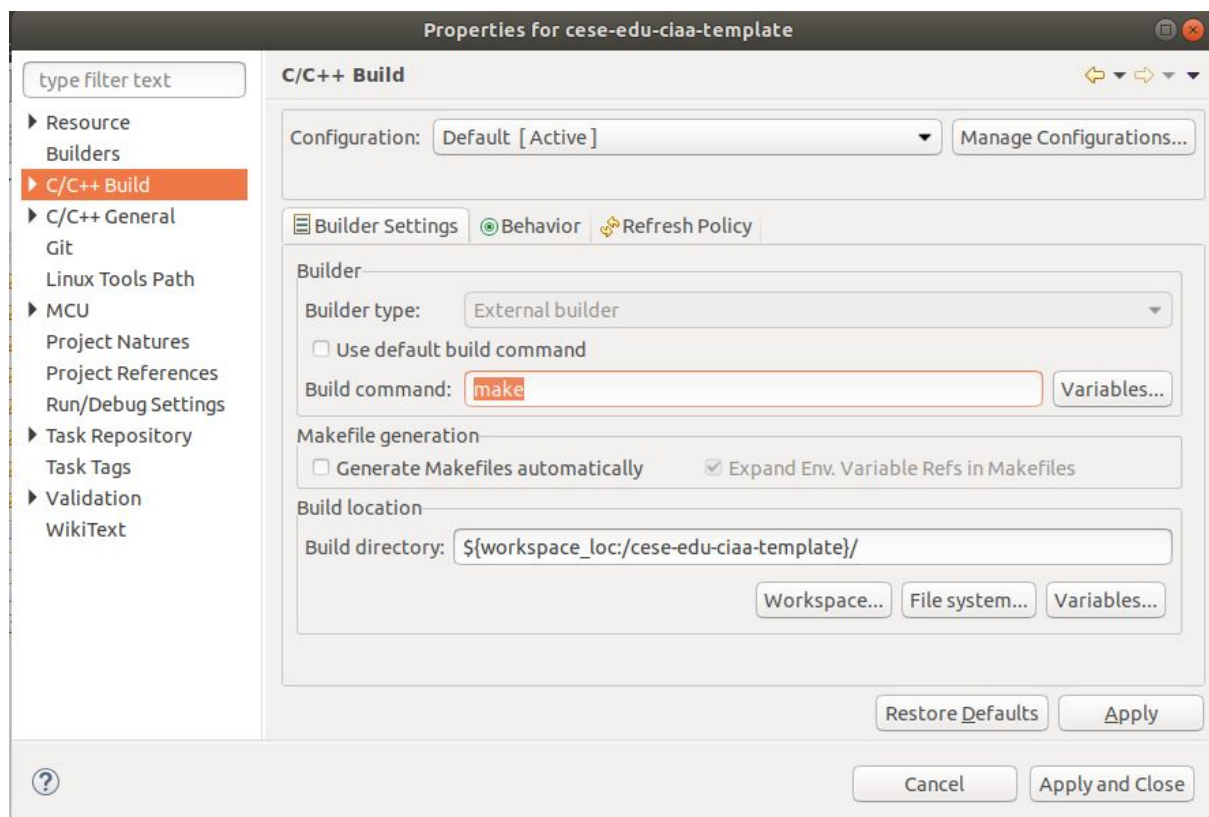 Properties for cese-edu-ciaa-template
type filter text
Resource
Builders
C/C++ Build
C/C++ General
Git
Linux Tools Path
MCU
Project Natures
Project References
Run/Debug Settings
Task Repository
Task Tags
Validation
WikiText
C/C++ Build
Configuration: Default [Active] Manage Configurations...
Builder Settings Behavior Refresh Policy
Builder
Builder type: External builder
Use default build command
Build command: make Variables...
Makefile generation
Generate Makefiles automatically Expand Env. Variable Refs in Makefiles
Build location
Build directory: ${workspace_loc:/cese-edu-ciaa-template}/
Workspace... File system... Variables...
Restore Defaults Apply
? Cancel Apply and Close